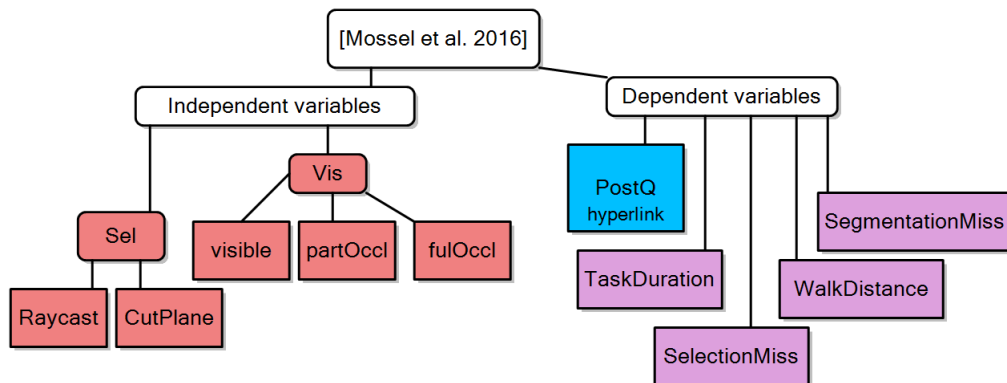 [Mossel et al. 2016]
Independent variables
Dependent variables
Vis
PostQ
hyperlink
Sel
visible
partOccl
fulOccl
SegmentationMiss
TaskDuration
WalkDistance
Raycast
CutPlane
SelectionMiss